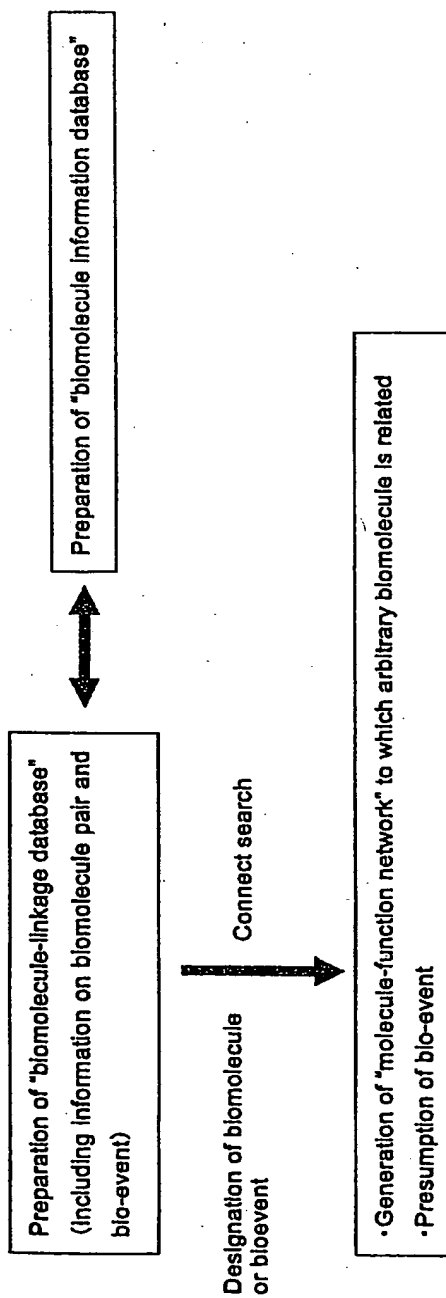 Preparation of "biomolecule-linkage database"
(Including information on biomolecule pair and
bio-event)
Preparation of "biomolecule information database"
Designation of biomolecule
or bioevent
Connect search
・Generation of "molecule-function network" to which arbitrary biomolecule is related
・Presumption of bio-event